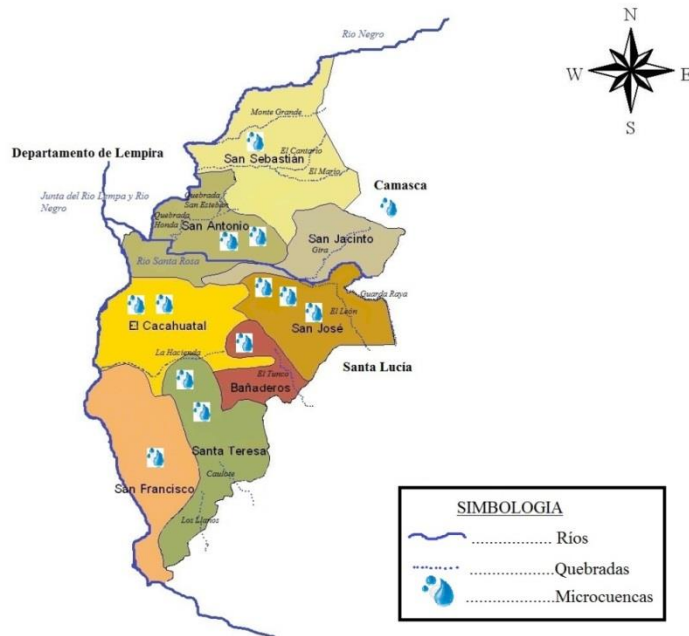 Rio Negro
N
W
E
S
Monte Grande
El Cantario
San Sebastián
El Mario
Departamento de Lempira
Camasca
Junta del Rio Lempa y Rio
Negro
Quebrada
San Esteban
Quebrada
Honda
San Antonio
San Jacinto
Gira
Rio Santa Rosa
Guarda Raya
El León
El Cacahuatal
San José
La Hacienda
Santa Lucía
El Tunco
Bañaderos
Santa Teresa
Caulote
San Francisco
Los Llanos
SIMBOLOGIA
.................... Ríos
....................Quebradas
....................Microcuencas